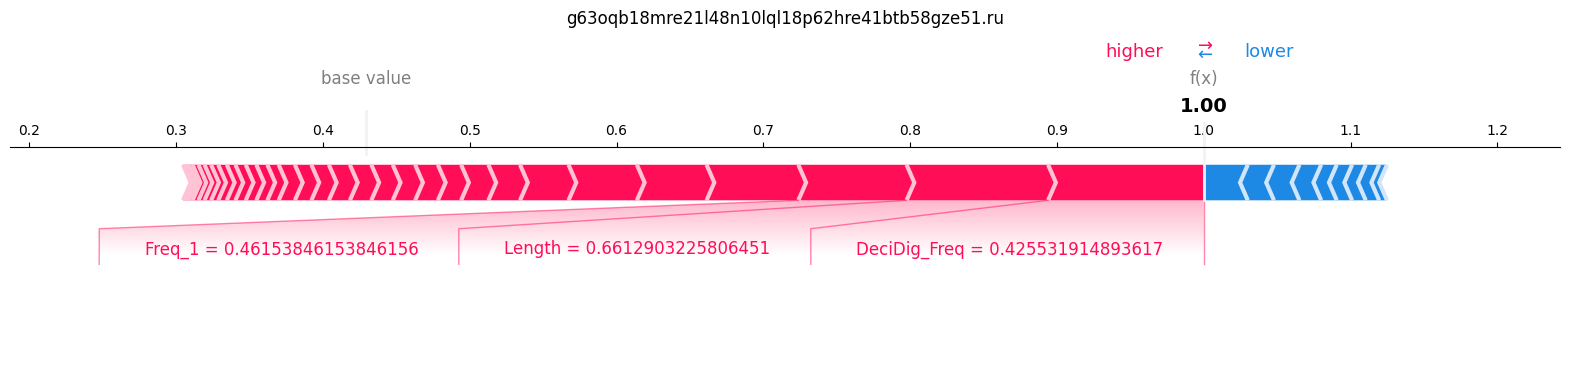 g63oqb18mre21l48n10lql18p62hre41btb58gze51.ru
higher ⇄ lower
base value f(x)
1.00
0.2 0.3 0.4 0.5 0.6 0.7 0.8 0.9 1.0 1.1 1.2
Freq_1 = 0.46153846153846156 Length = 0.6612903225806451 DeciDig_Freq = 0.425531914893617